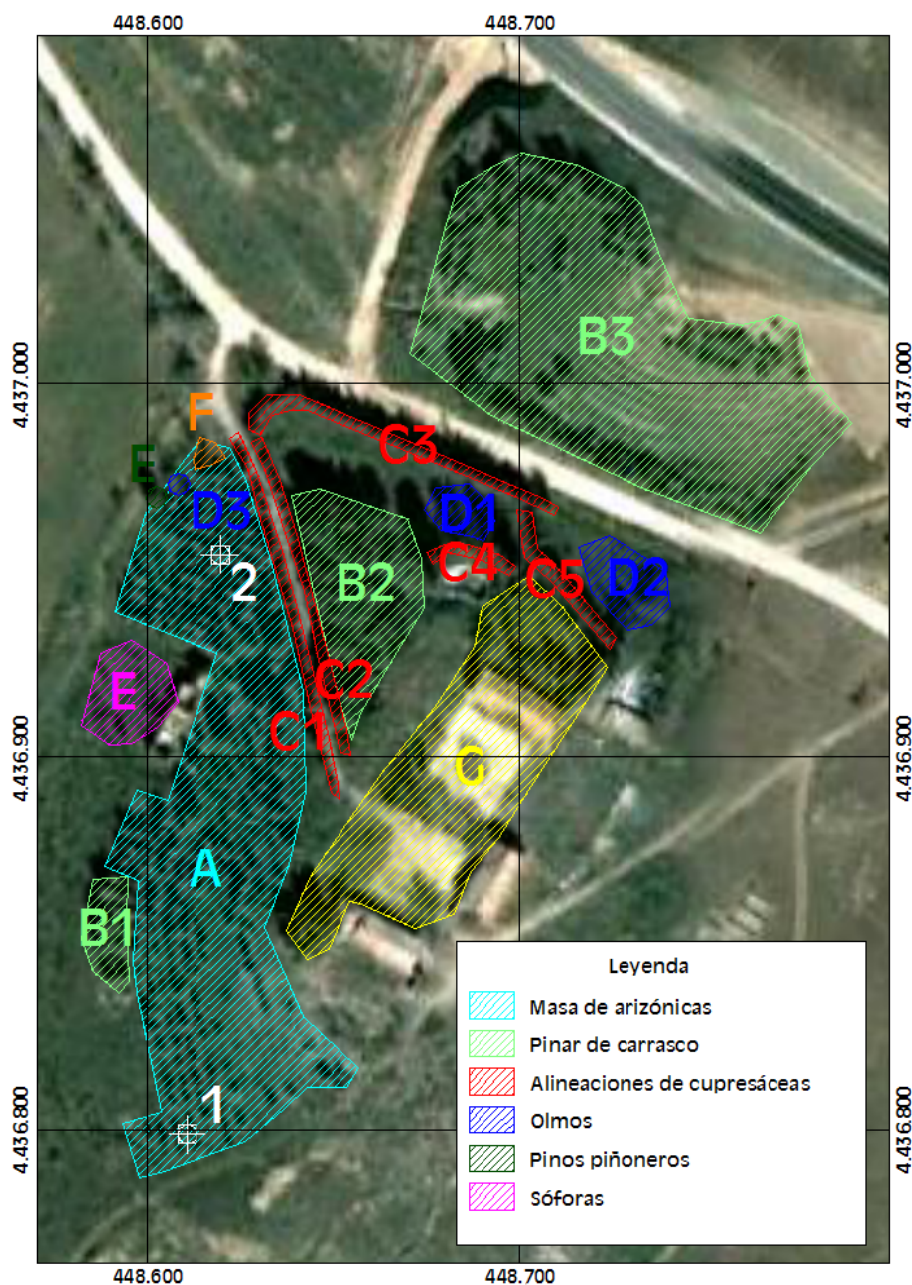 448.600
448.700
B3
4.437.000
4.437.000
F
C3
E
D3
D1
2
C4
C5
D2
B2
E
C2
C1
4.436.900
4.436.900
G
A
B1
Leyenda
Masa de arizónicas
Pinar de carrasco
Alineaciones de cupresáceas
Olmos
Pinos piñoneros
Sóforas
1
4.436.800
4.436.800
448.600
448.700